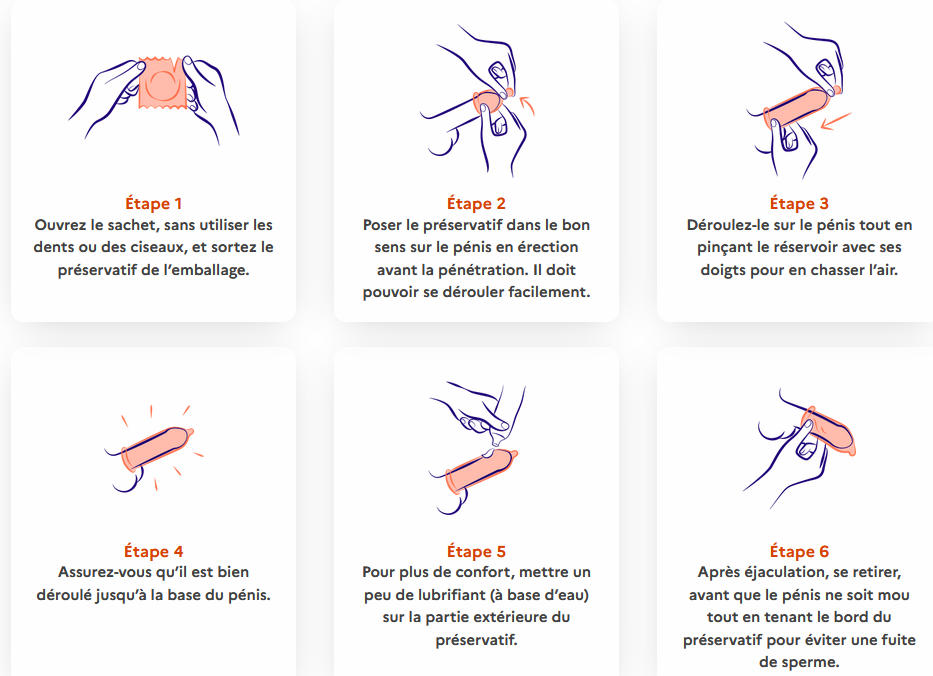 Étape 1
Ouvrez le sachet, sans utiliser les
dents ou des ciseaux, et sortez le
préservatif de l'emballage.
Étape 2
Poser le préservatif dans le bon
sens sur le pénis en érection
avant la pénétration. Il doit
pouvoir se dérouler facilement.
Étape 3
Déroulez-le sur le pénis tout en
pinçant le réservoir avec ses
doigts pour en chasser l'air.
Étape 4
Assurez-vous qu'il est bien
déroulé jusqu'à la base du pénis.
Étape 5
Pour plus de confort, mettre un
peu de lubrifiant (à base d'eau)
sur la partie extérieure du
préservatif.
Étape 6
Après éjaculation, se retirer,
avant que le pénis ne soit mou
tout en tenant le bord du
préservatif pour éviter une fuite
de sperme.